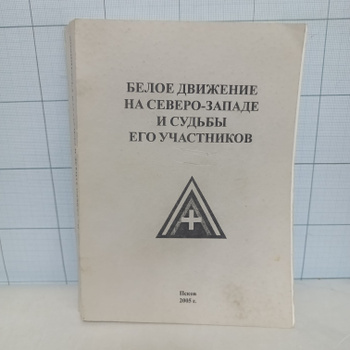 БЕЛОЕ ДВИЖЕНИЕ
НА СЕВЕРО-ЗАПАДЕ
И СУДЬБЫ
ЕГО УЧАСТНИКОВ
Псков
2005 г.